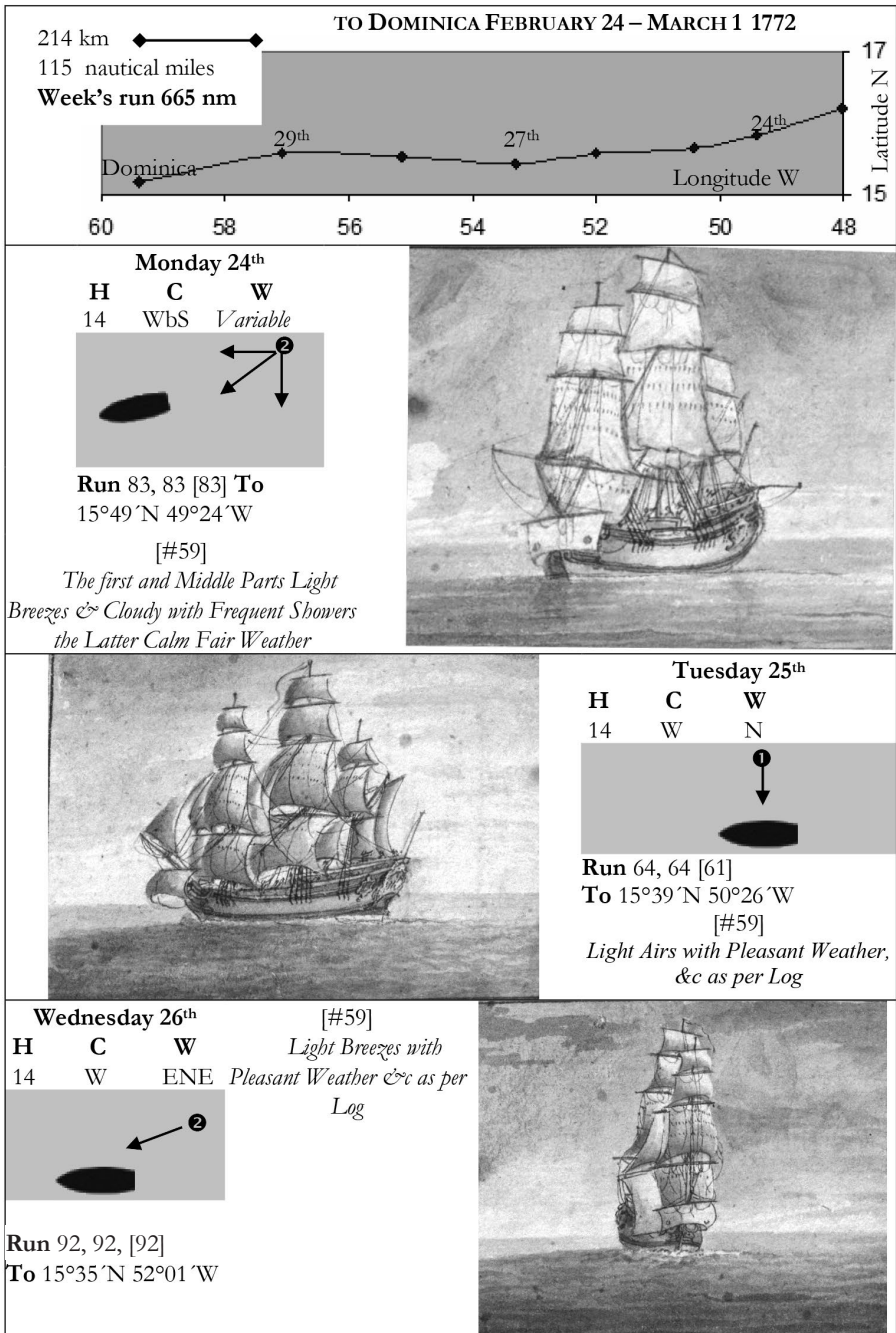 TO DOMINICA FEBRUARY 24 – MARCH 1 1772
214 km
115 nautical miles
Week's run 665 nm
17
Latitude N
15
29th
27th
24th
Dominica
Longitude W
60 58 56 54 52 50 48
Monday 24th
H C W
14 WbS Variable
❷
Run 83, 83 [83] To
15°49´N 49°24´W
[#59]
The first and Middle Parts Light
Breezes & Cloudy with Frequent Showers
the Latter Calm Fair Weather
Tuesday 25th
H C W
14 W N
❶
Run 64, 64 [61]
To 15°39´N 50°26´W
[#59]
Light Airs with Pleasant Weather,
&c as per Log
Wednesday 26th
H C W
14 W ENE
❷
[#59]
Light Breezes with
Pleasant Weather &c as per
Log
Run 92, 92, [92]
To 15°35´N 52°01´W